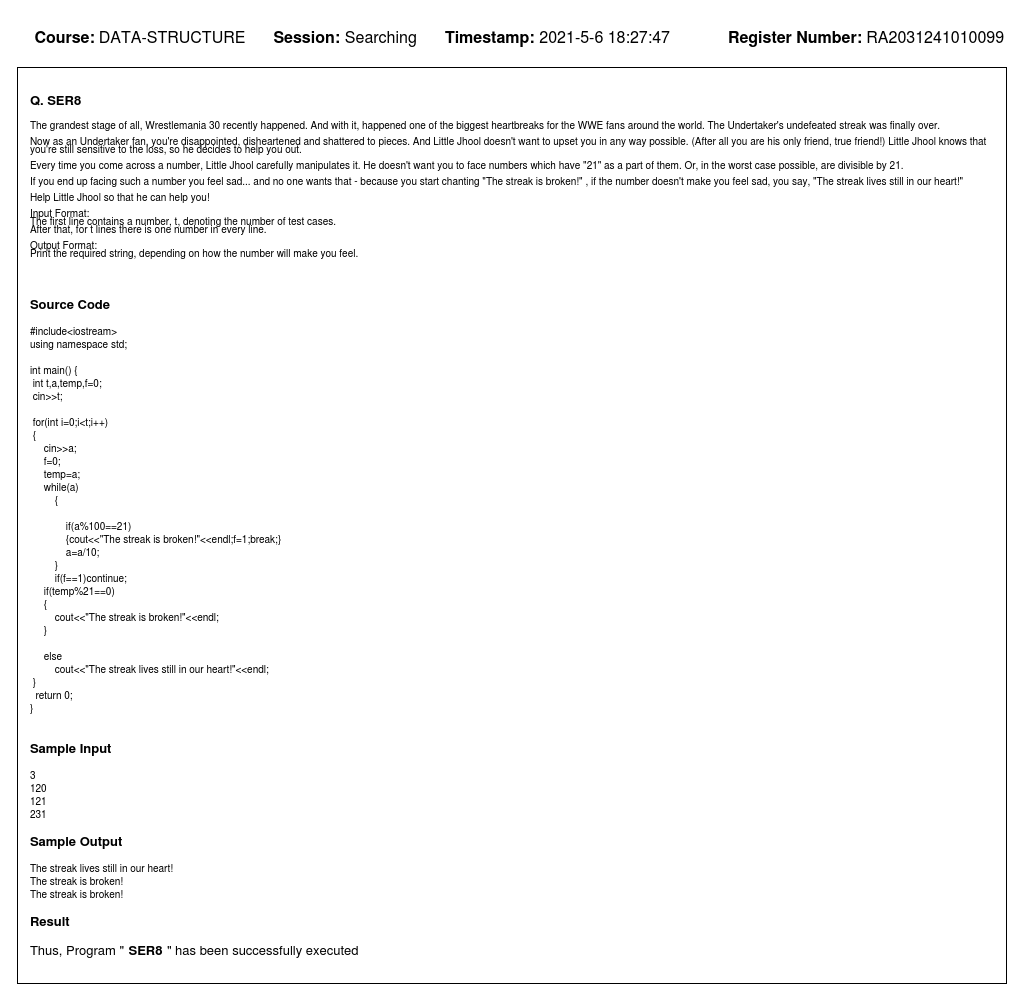 Course: DATA-STRUCTURE Session: Searching Timestamp: 2021-5-6 18:27:47 Register Number: RA2031241010099
Q. SER8
The grandest stage of all, Wrestlemania 30 recently happened. And with it, happened one of the biggest heartbreaks for the WWE fans around the world. The Undertaker's undefeated streak was finally over.
Now as an Undertaker fan, you're disappointed, disheartened and shattered to pieces. And Little Jhool doesn't want to upset you in any way possible. (After all you are his only friend, true friend!) Little Jhool knows that
you're still sensitive to the loss, so he decides to help you out.
Every time you come across a number, Little Jhool carefully manipulates it. He doesn't want you to face numbers which have "21" as a part of them. Or, in the worst case possible, are divisible by 21.
If you end up facing such a number you feel sad... and no one wants that - because you start chanting "The streak is broken!" , if the number doesn't make you feel sad, you say, "The streak lives still in our heart!"
Help Little Jhool so that he can help you!
Input Format:
The first line contains a number, t, denoting the number of test cases.
After that, for t lines there is one number in every line.
Output Format:
Print the required string, depending on how the number will make you feel.
Source Code
#include<iostream>
using namespace std;
int main() {
int t,a,temp,f=0;
cin>>t;
for(int i=0;i<t;i++)
{
cin>>a;
f=0;
temp=a;
while(a)
{
if(a%100==21)
{cout<<"The streak is broken!"<<endl;f=1;break;}
a=a/10;
}
if(f==1)continue;
if(temp%21==0)
{
cout<<"The streak is broken!"<<endl;
}
else
cout<<"The streak lives still in our heart!"<<endl;
}
return 0;
}
Sample Input
3
120
121
231
Sample Output
The streak lives still in our heart!
The streak is broken!
The streak is broken!
Result
Thus, Program " SER8 " has been successfully executed